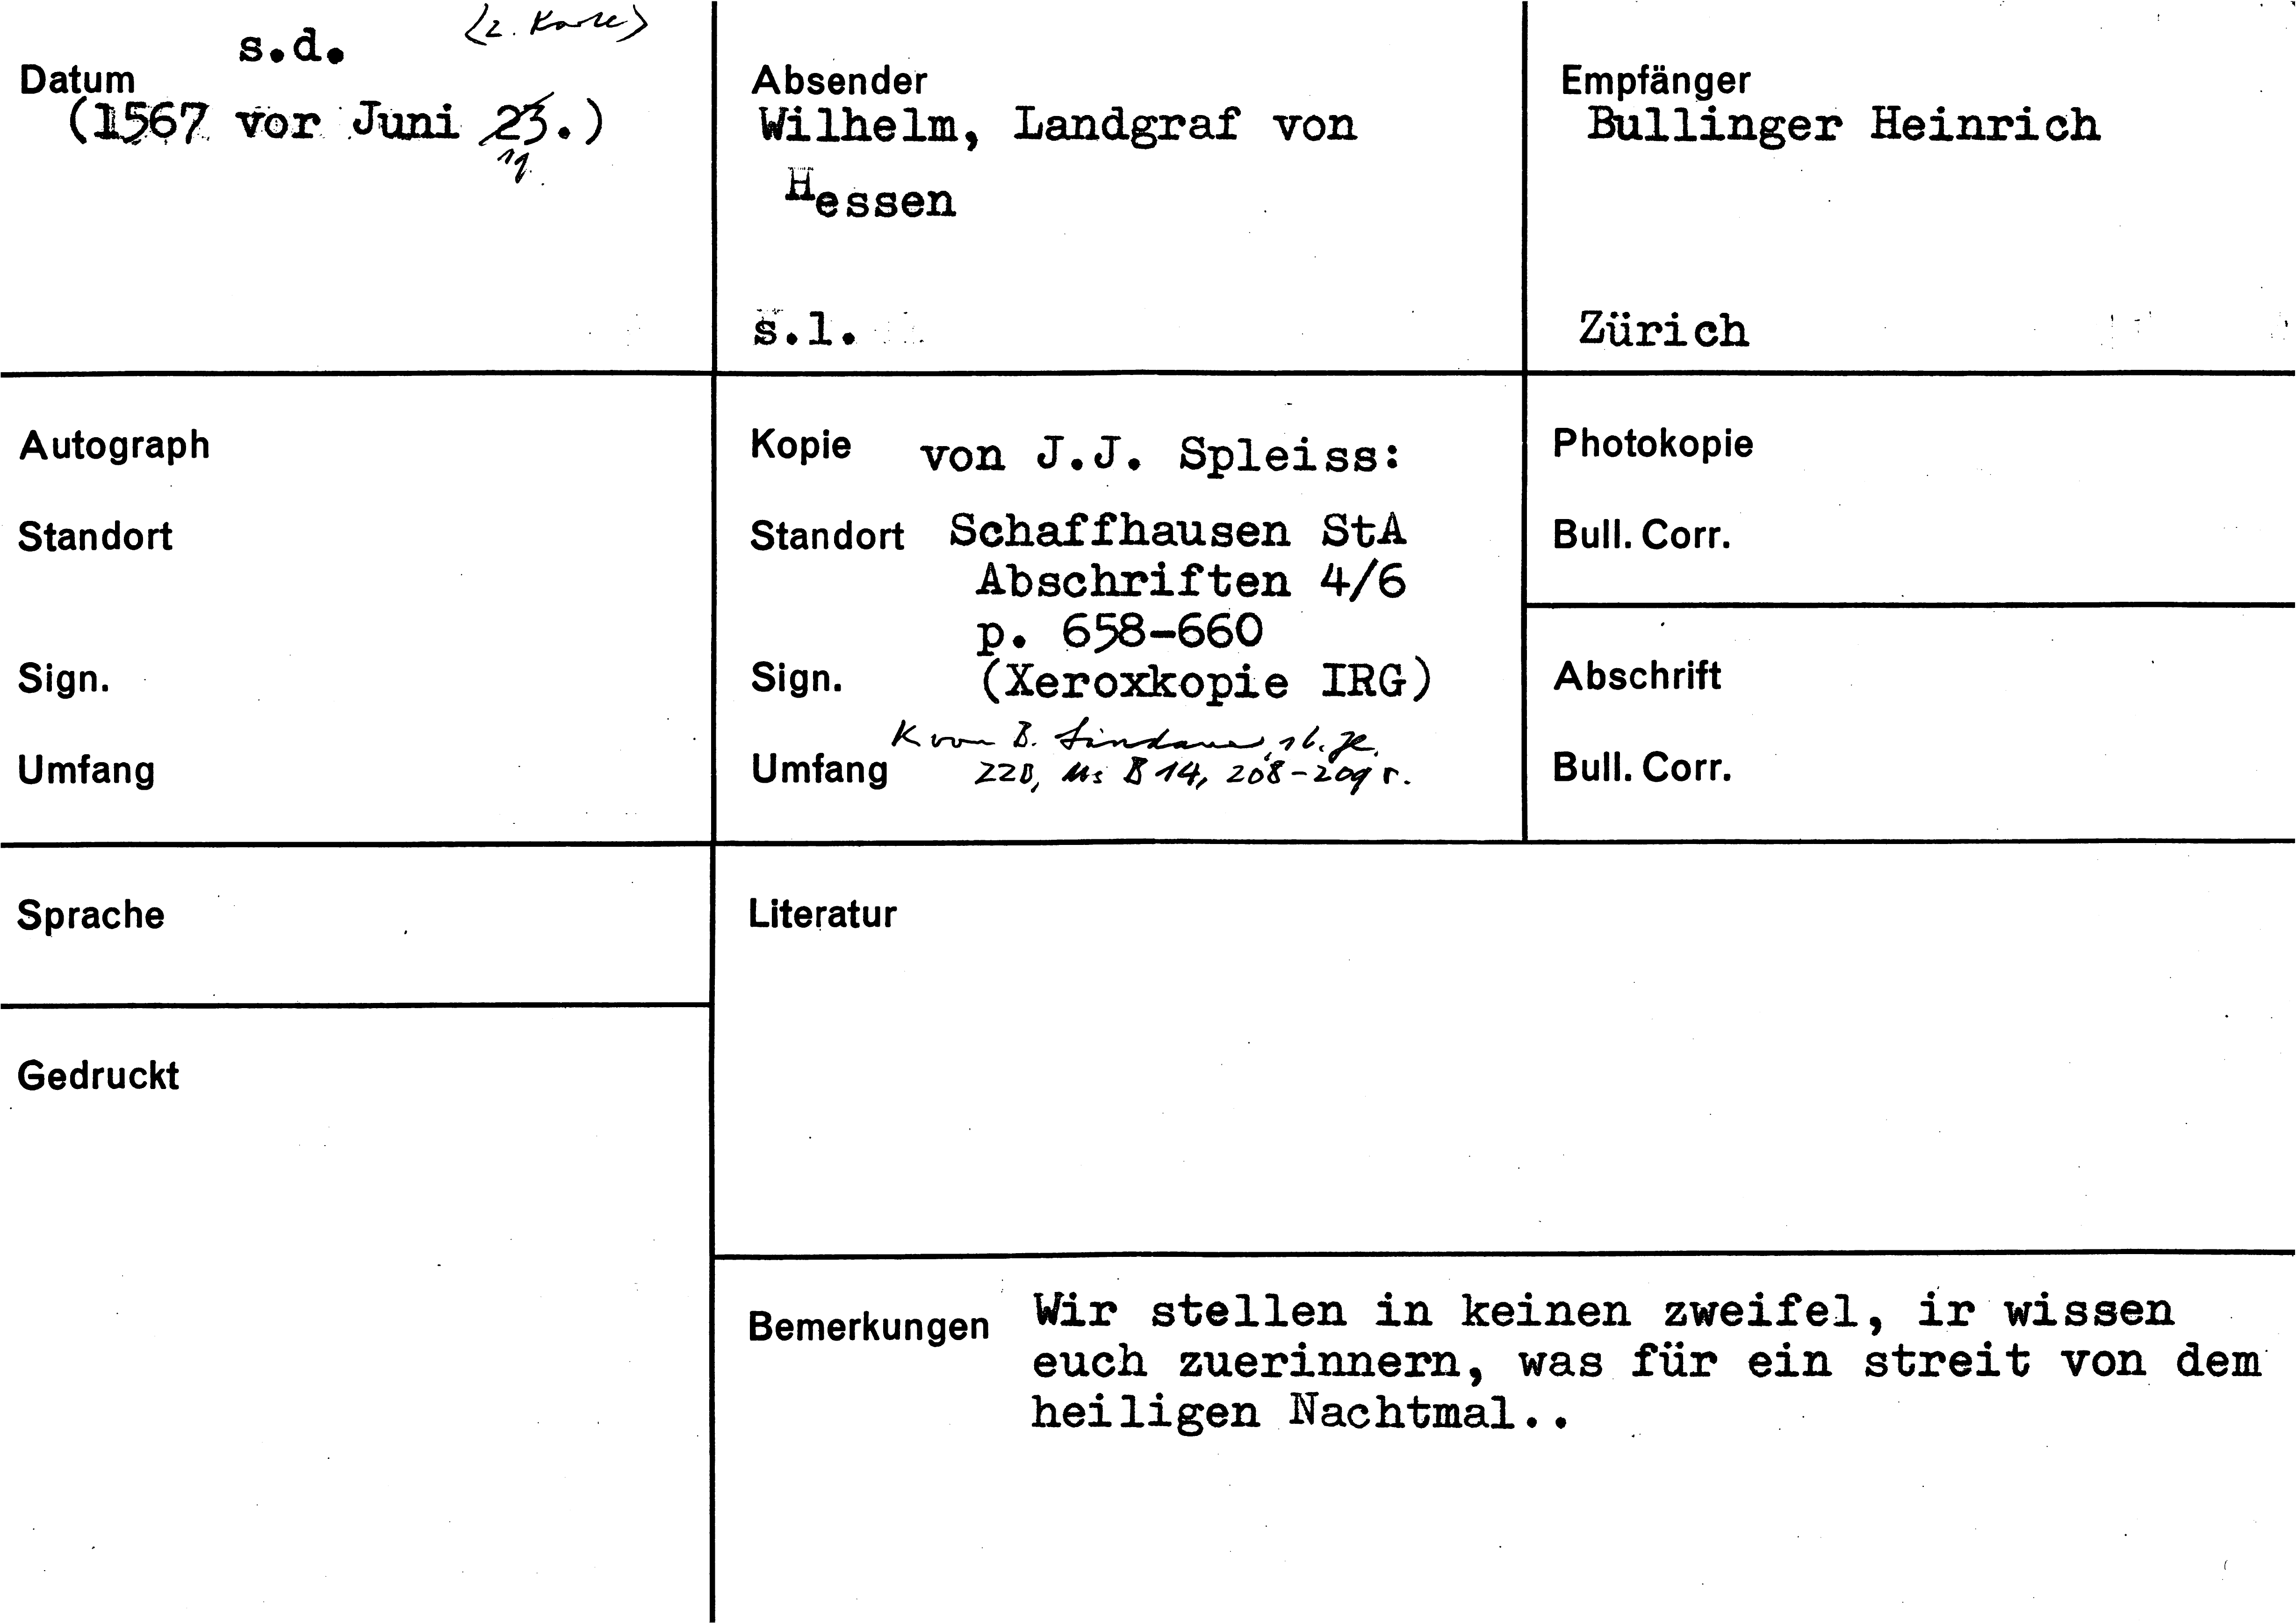 s.d. (2. Karte)
Datum
(1567 vor Juni 23.)
19.
Absender
Wilhelm, Landgraf von
Hessen
s.l.
Empfänger
Bullinger Heinrich
Zürich
Autograph
Standort
Sign.
Umfang
Kopie von J.J. Spleiss:
Standort Schaffhausen StA
Abschriften 4/6
p. 658-660
Sign. (Xeroxkopie IRG)
K von B. Lindauer, 16. Jh.
Umfang ZZB, Ms B 14, 208-209 r.
Photokopie
Bull. Corr.
Abschrift
Bull. Corr.
Sprache
Gedruckt
Literatur
Bemerkungen Wir stellen in keinen zweifel, ir wissen
euch zuerinnern, was für ein streit von dem
heiligen Nachtmal..